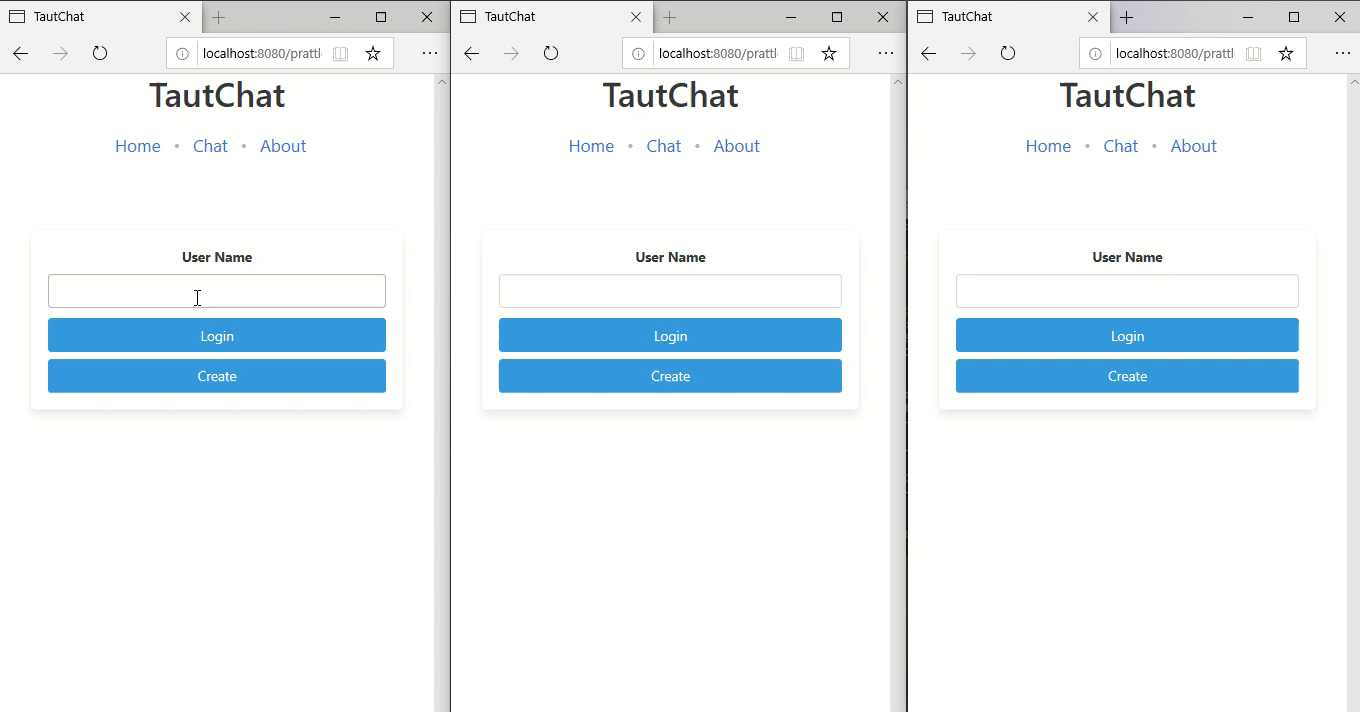 TautChat
localhost:8080/prattl
TautChat
Home • Chat • About
User Name
Login
Create
TautChat
localhost:8080/prattl
TautChat
Home • Chat • About
User Name
Login
Create
TautChat
localhost:8080/prattl
TautChat
Home • Chat • About
User Name
Login
Create